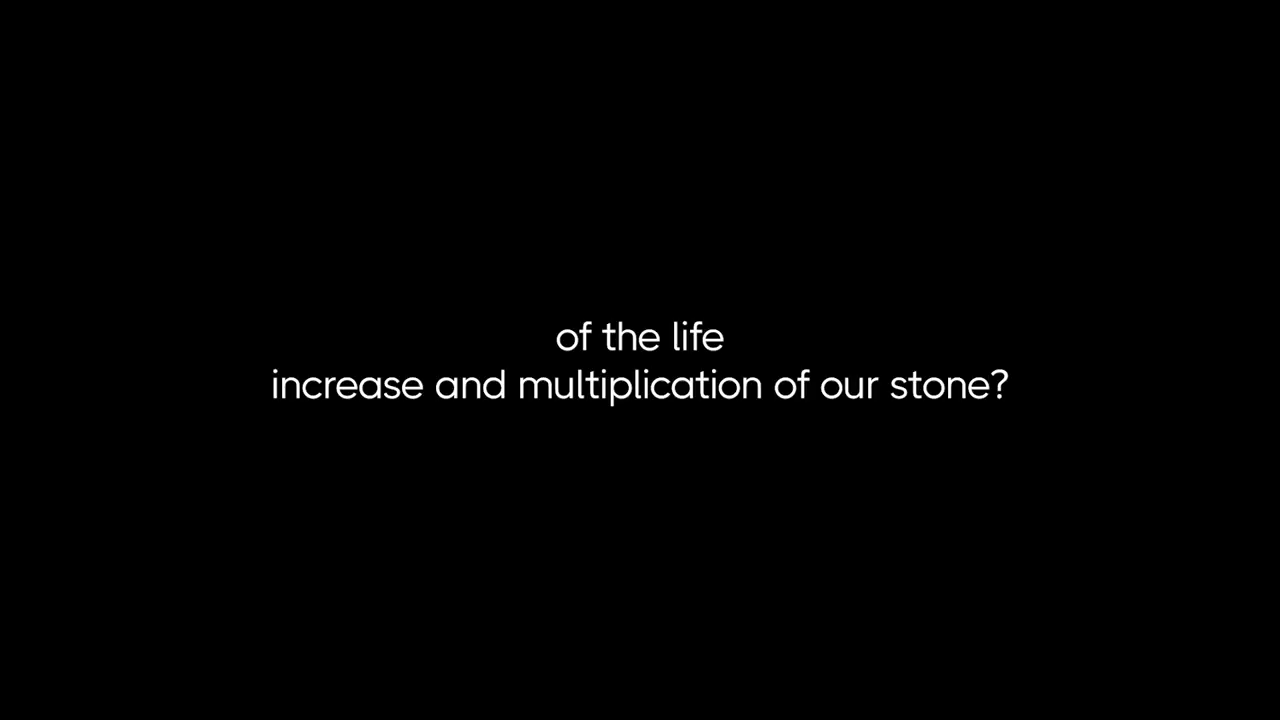 of the life
increase and multiplication of our stone?